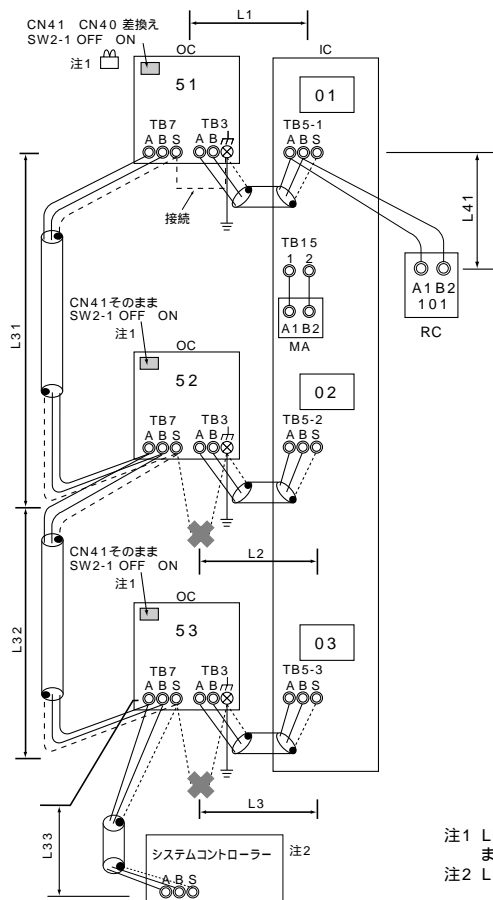 CN41 CN40 差換え
SW2-1 OFF ON
注1
OC
L1
IC
51
01
TB7
TB3
TB5-1
A B S
A B
A B S
接続
L31
L41
TB15
1 2
A1 B2
MA
A1 B2
101
RC
CN41そのまま
SW2-1 OFF ON
注1
OC
52
02
TB7
TB3
TB5-2
A B S
A B
A B S
L2
CN41そのまま
SW2-1 OFF ON
注1
OC
L32
53
03
TB7
TB3
TB5-3
A B S
A B
A B S
L3
L33
システムコントローラー
注2
A B S
注1 L
ま
注2 L